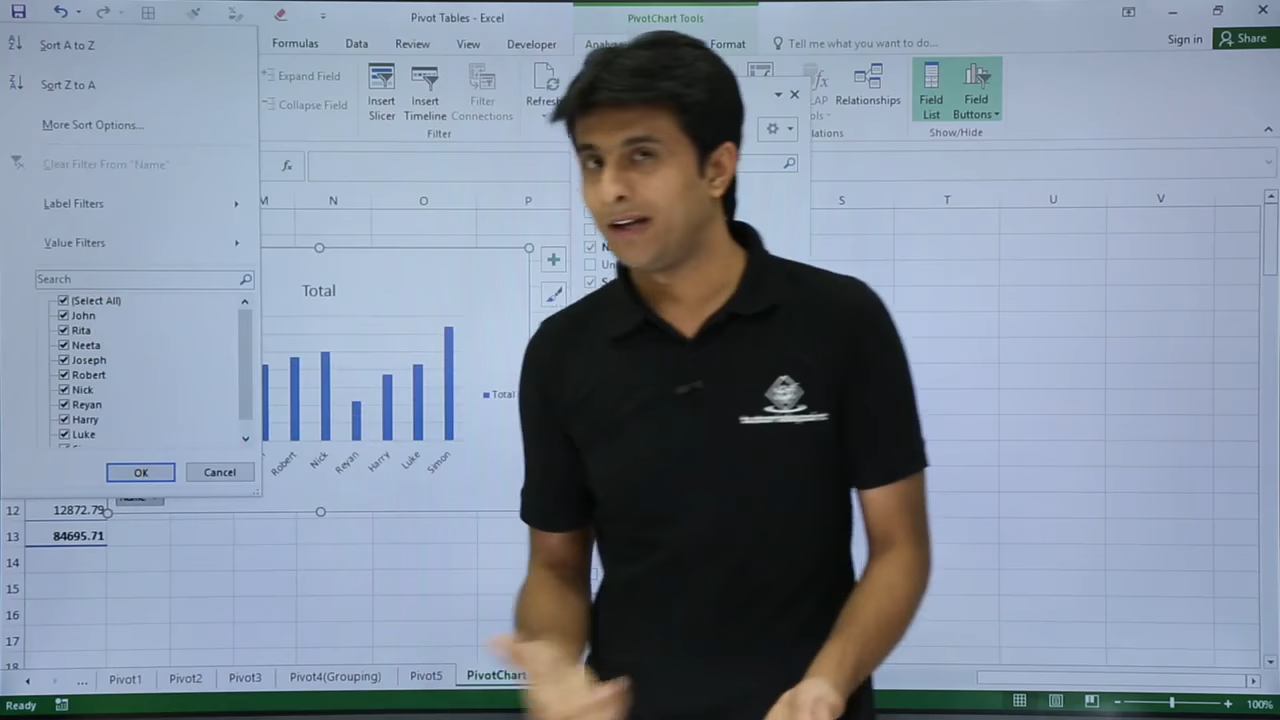 Pivot Tables - Excel
PivotChart Tools
Formulas Data Review View Developer Format
Tell me what you want to do...
Sign in Share
Sort A to Z
Sort Z to A
More Sort Options...
Clear Filter From "Name"
Label Filters
Value Filters
Search
(Select All)
John
Rita
Neeta
Joseph
Robert
Nick
Reyan
Harry
Luke
OK Cancel
Expand Field
Collapse Field
Insert Slicer
Insert Timeline
Filter Connections
Filter
Refresh
Relationships
Field List
Field Buttons
Show/Hide
fx
N O P S T U V
Total
Total
Robert Nick Reyan Harry Luke Simon
12 12872.79
13 84695.71
14
15
16
17
18
... Pivot1 Pivot2 Pivot3 Pivot4(Grouping) Pivot5 PivotChart
Ready
100%